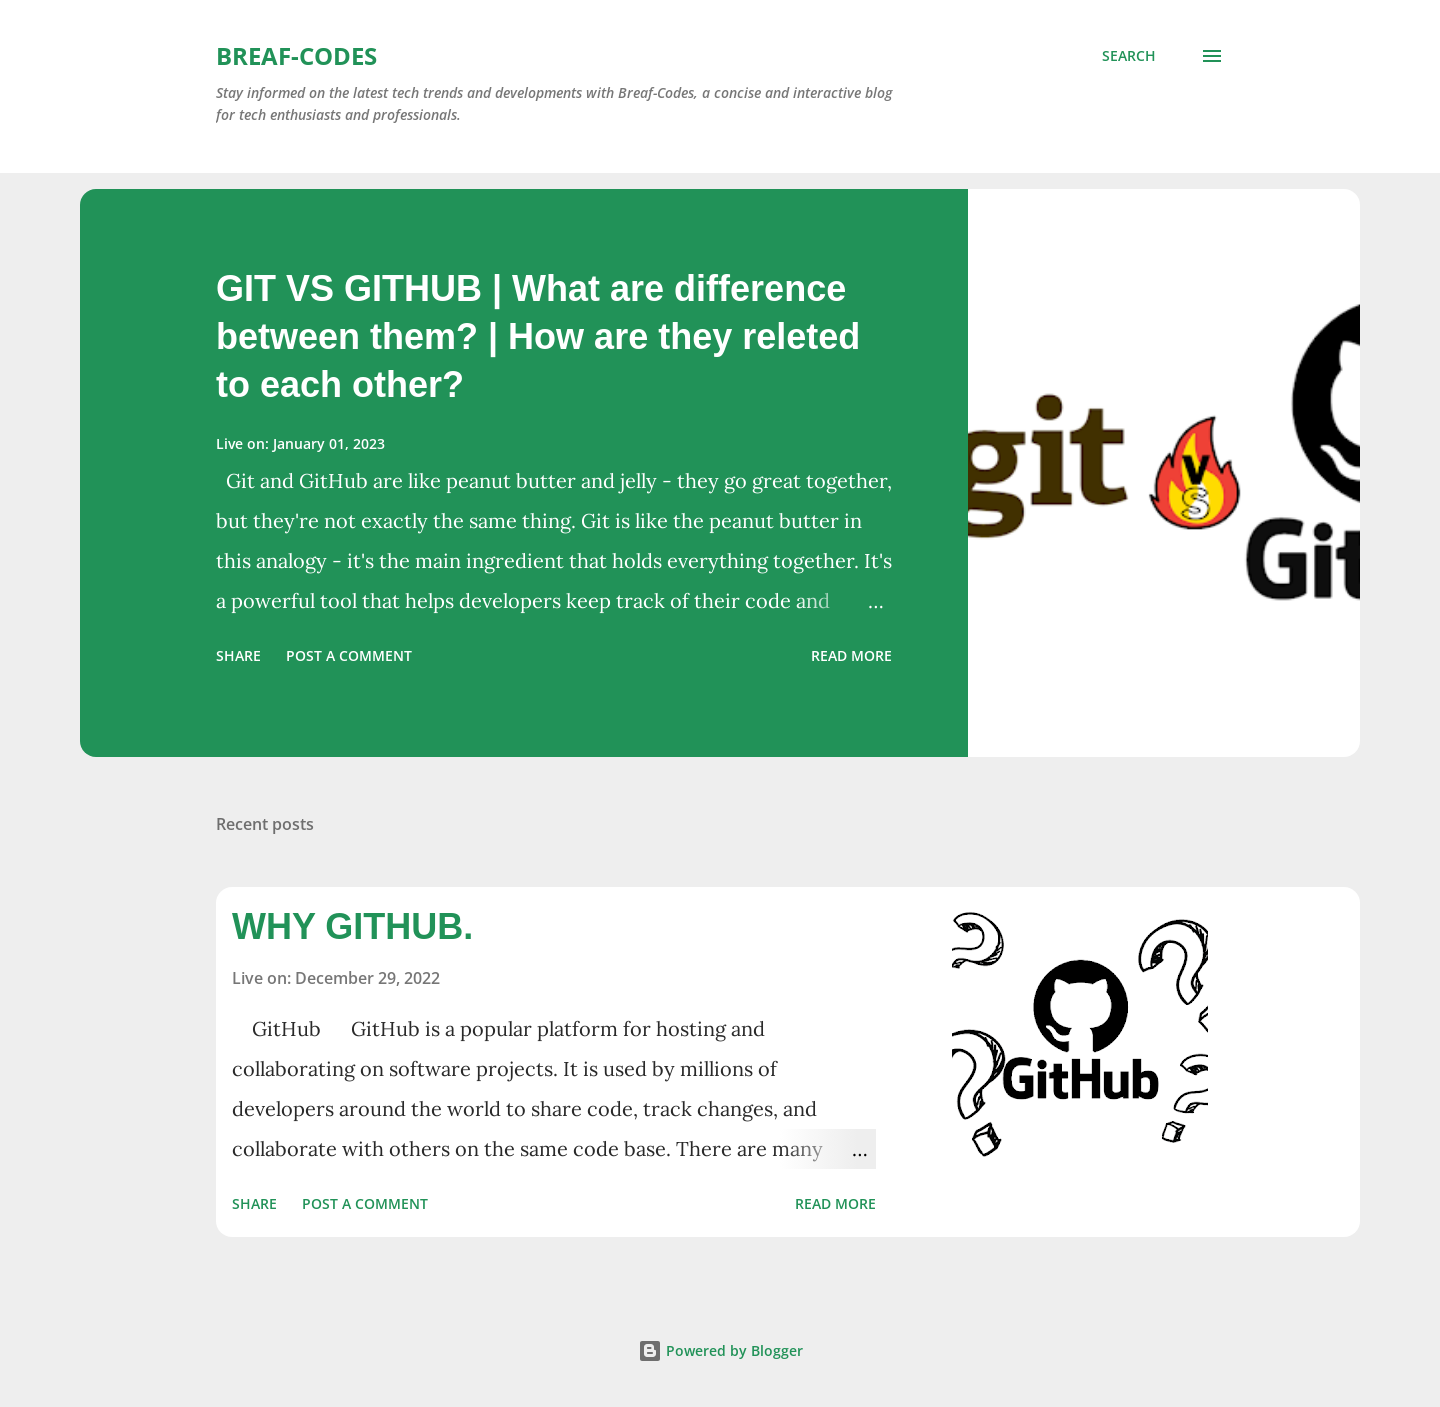 BREAF-CODES
SEARCH
Stay informed on the latest tech trends and developments with Breaf-Codes, a concise and interactive blog
for tech enthusiasts and professionals.
GIT VS GITHUB | What are difference
between them? | How are they releted
to each other?
Live on: January 01, 2023
Git and GitHub are like peanut butter and jelly - they go great together,
but they're not exactly the same thing. Git is like the peanut butter in
this analogy - it's the main ingredient that holds everything together. It's
a powerful tool that helps developers keep track of their code and …
SHARE POST A COMMENT READ MORE
git
VS
Git
Recent posts
WHY GITHUB.
Live on: December 29, 2022
GitHub GitHub is a popular platform for hosting and
collaborating on software projects. It is used by millions of
developers around the world to share code, track changes, and
collaborate with others on the same code base. There are many …
SHARE POST A COMMENT READ MORE
? ?
GitHub
? ?
Powered by Blogger